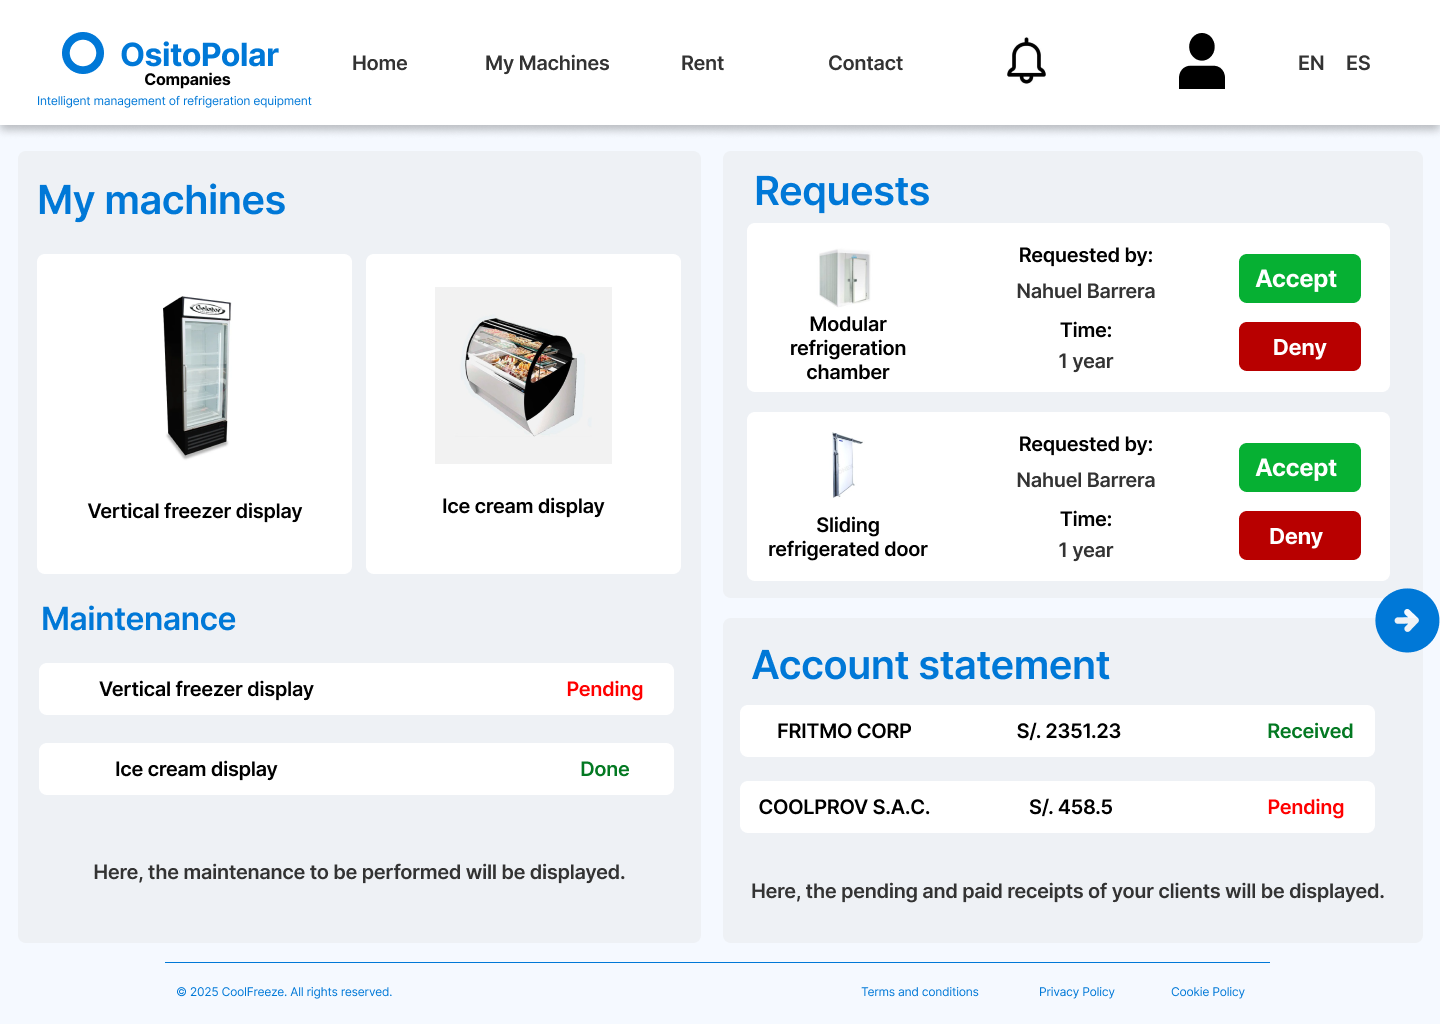 OsitoPolar
Companies
Intelligent management of refrigeration equipment
Home
My Machines
Rent
Contact
EN
ES
My machines
Vertical freezer display
Ice cream display
Maintenance
Vertical freezer display
Pending
Ice cream display
Done
Here, the maintenance to be performed will be displayed.
Requests
Modular
refrigeration
chamber
Requested by:
Nahuel Barrera
Time:
1 year
Accept
Deny
Sliding
refrigerated door
Requested by:
Nahuel Barrera
Time:
1 year
Accept
Deny
Account statement
FRITMO CORP
S/. 2351.23
Received
COOLPROV S.A.C.
S/. 458.5
Pending
Here, the pending and paid receipts of your clients will be displayed.
© 2025 CoolFreeze. All rights reserved.
Terms and conditions
Privacy Policy
Cookie Policy